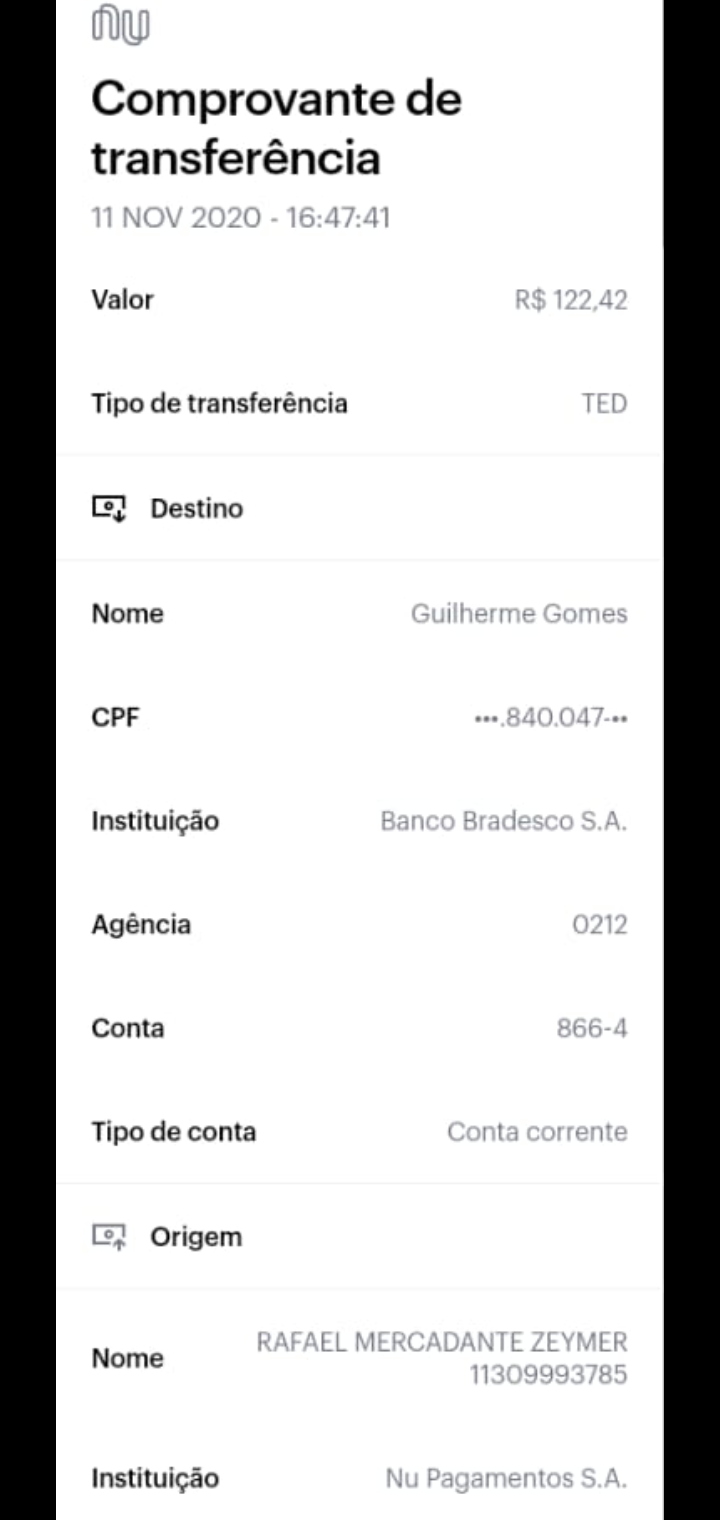 nu
Comprovante de
transferência
11 NOV 2020 - 16:47:41
Valor R$ 122,42
Tipo de transferência TED
Destino
Nome Guilherme Gomes
CPF •••.840.047-••
Instituição Banco Bradesco S.A.
Agência 0212
Conta 866-4
Tipo de conta Conta corrente
Origem
Nome RAFAEL MERCADANTE ZEYMER
11309993785
Instituição Nu Pagamentos S.A.